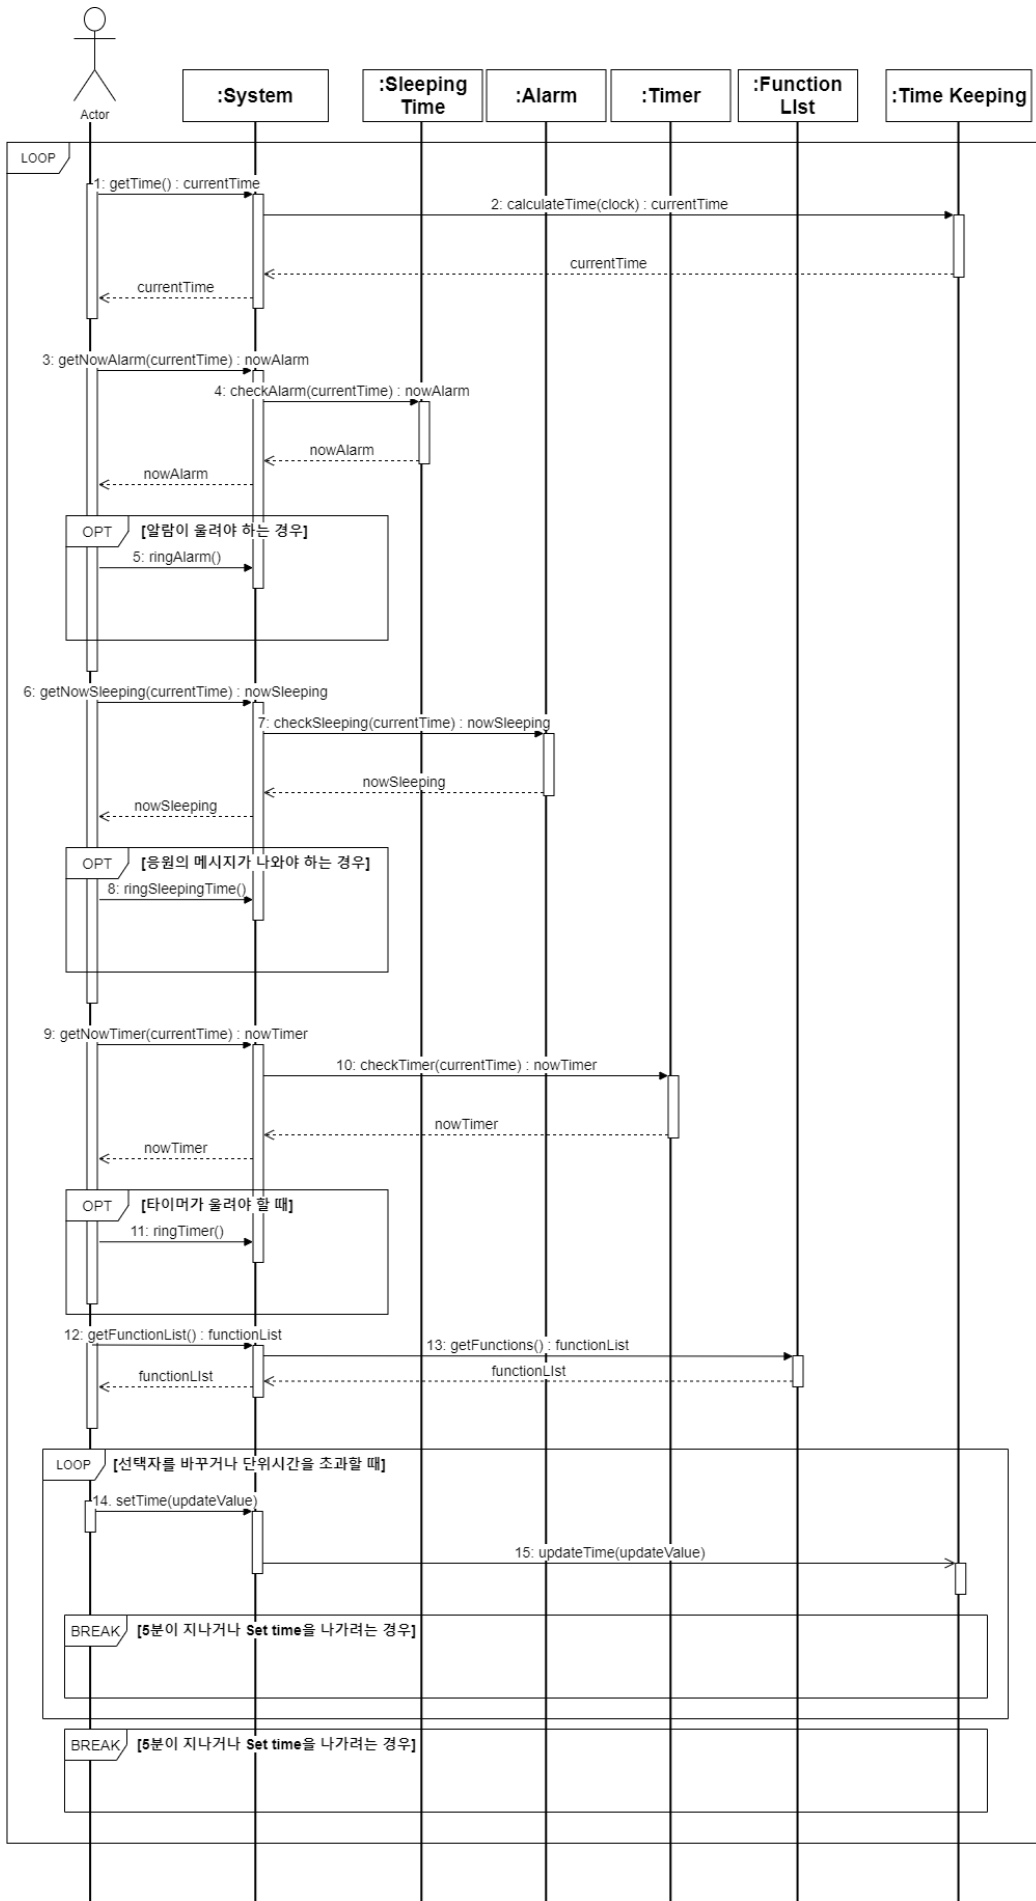 Actor
:System
:Sleeping
Time
:Alarm
:Timer
:Function
LIst
:Time Keeping
LOOP
1: getTime() : currentTime
2: calculateTime(clock) : currentTime
currentTime
currentTime
3: getNowAlarm(currentTime) : nowAlarm
4: checkAlarm(currentTime) : nowAlarm
nowAlarm
nowAlarm
OPT [알람이 울려야 하는 경우]
5: ringAlarm()
6: getNowSleeping(currentTime) : nowSleeping
7: checkSleeping(currentTime) : nowSleeping
nowSleeping
nowSleeping
OPT [응원의 메시지가 나와야 하는 경우]
8: ringSleepingTime()
9: getNowTimer(currentTime) : nowTimer
10: checkTimer(currentTime) : nowTimer
nowTimer
nowTimer
OPT [타이머가 울려야 할 때]
11: ringTimer()
12: getFunctionList() : functionList
13: getFunctions() : functionList
functionLIst
functionLIst
LOOP [선택자를 바꾸거나 단위시간을 초과할 때]
14. setTime(updateValue)
15: updateTime(updateValue)
BREAK [5분이 지나거나 Set time을 나가려는 경우]
BREAK [5분이 지나거나 Set time을 나가려는 경우]